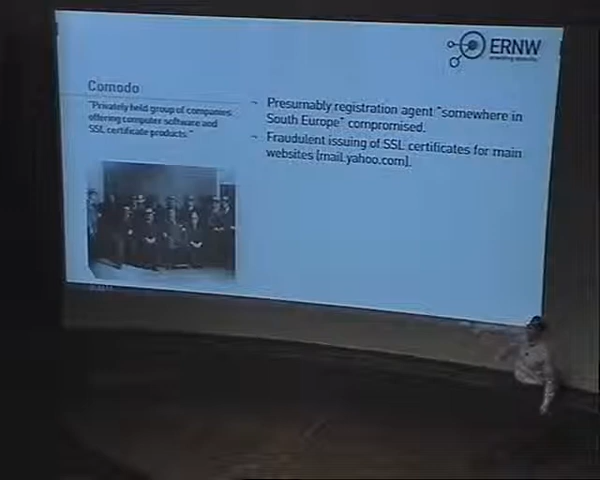 ERNW
Comodo
"Privately held group of companies
offering computer software and
SSL certificate products."
– Presumably registration agent "somewhere in
South Europe" compromised.
– Fraudulent issuing of SSL certificates for main
websites [mail.yahoo.com].